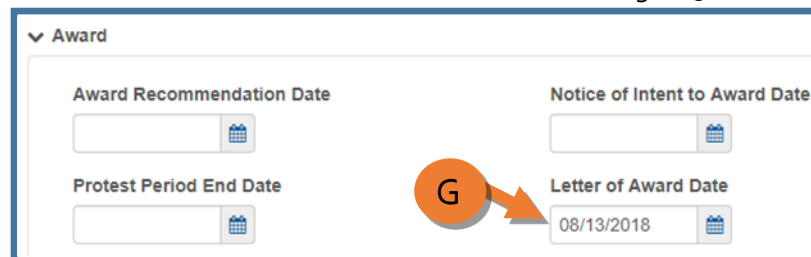 Award
Award Recommendation Date
Notice of Intent to Award Date
Protest Period End Date
G
Letter of Award Date
08/13/2018